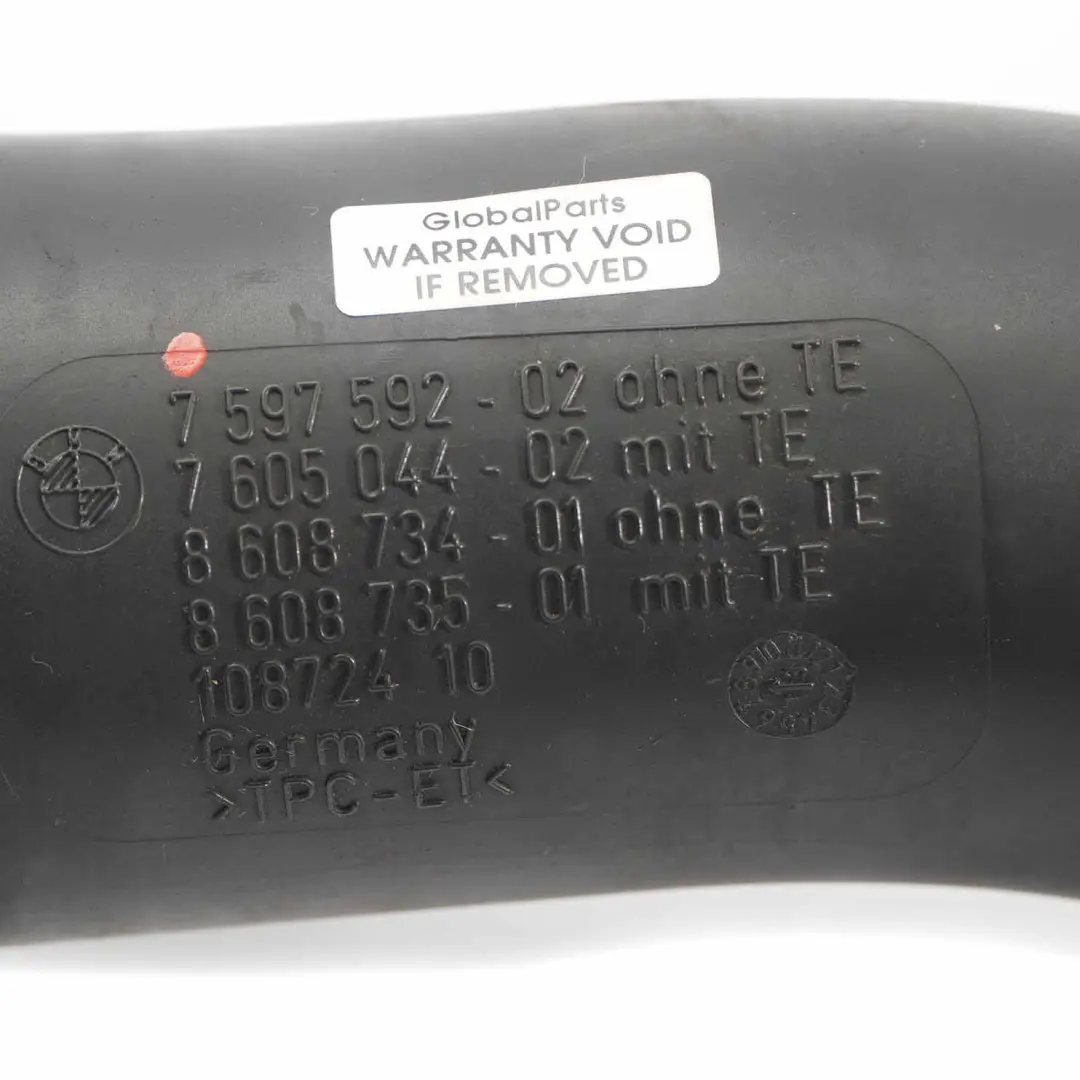 GlobalParts
WARRANTY VOID
IF REMOVED
7 597 592 - 02 ohne TE
7 605 044 - 02 mit TE
8 608 734 - 01 ohne TE
8 608 735 - 01 mit TE
108724 10
Germany
>TPC-ET<